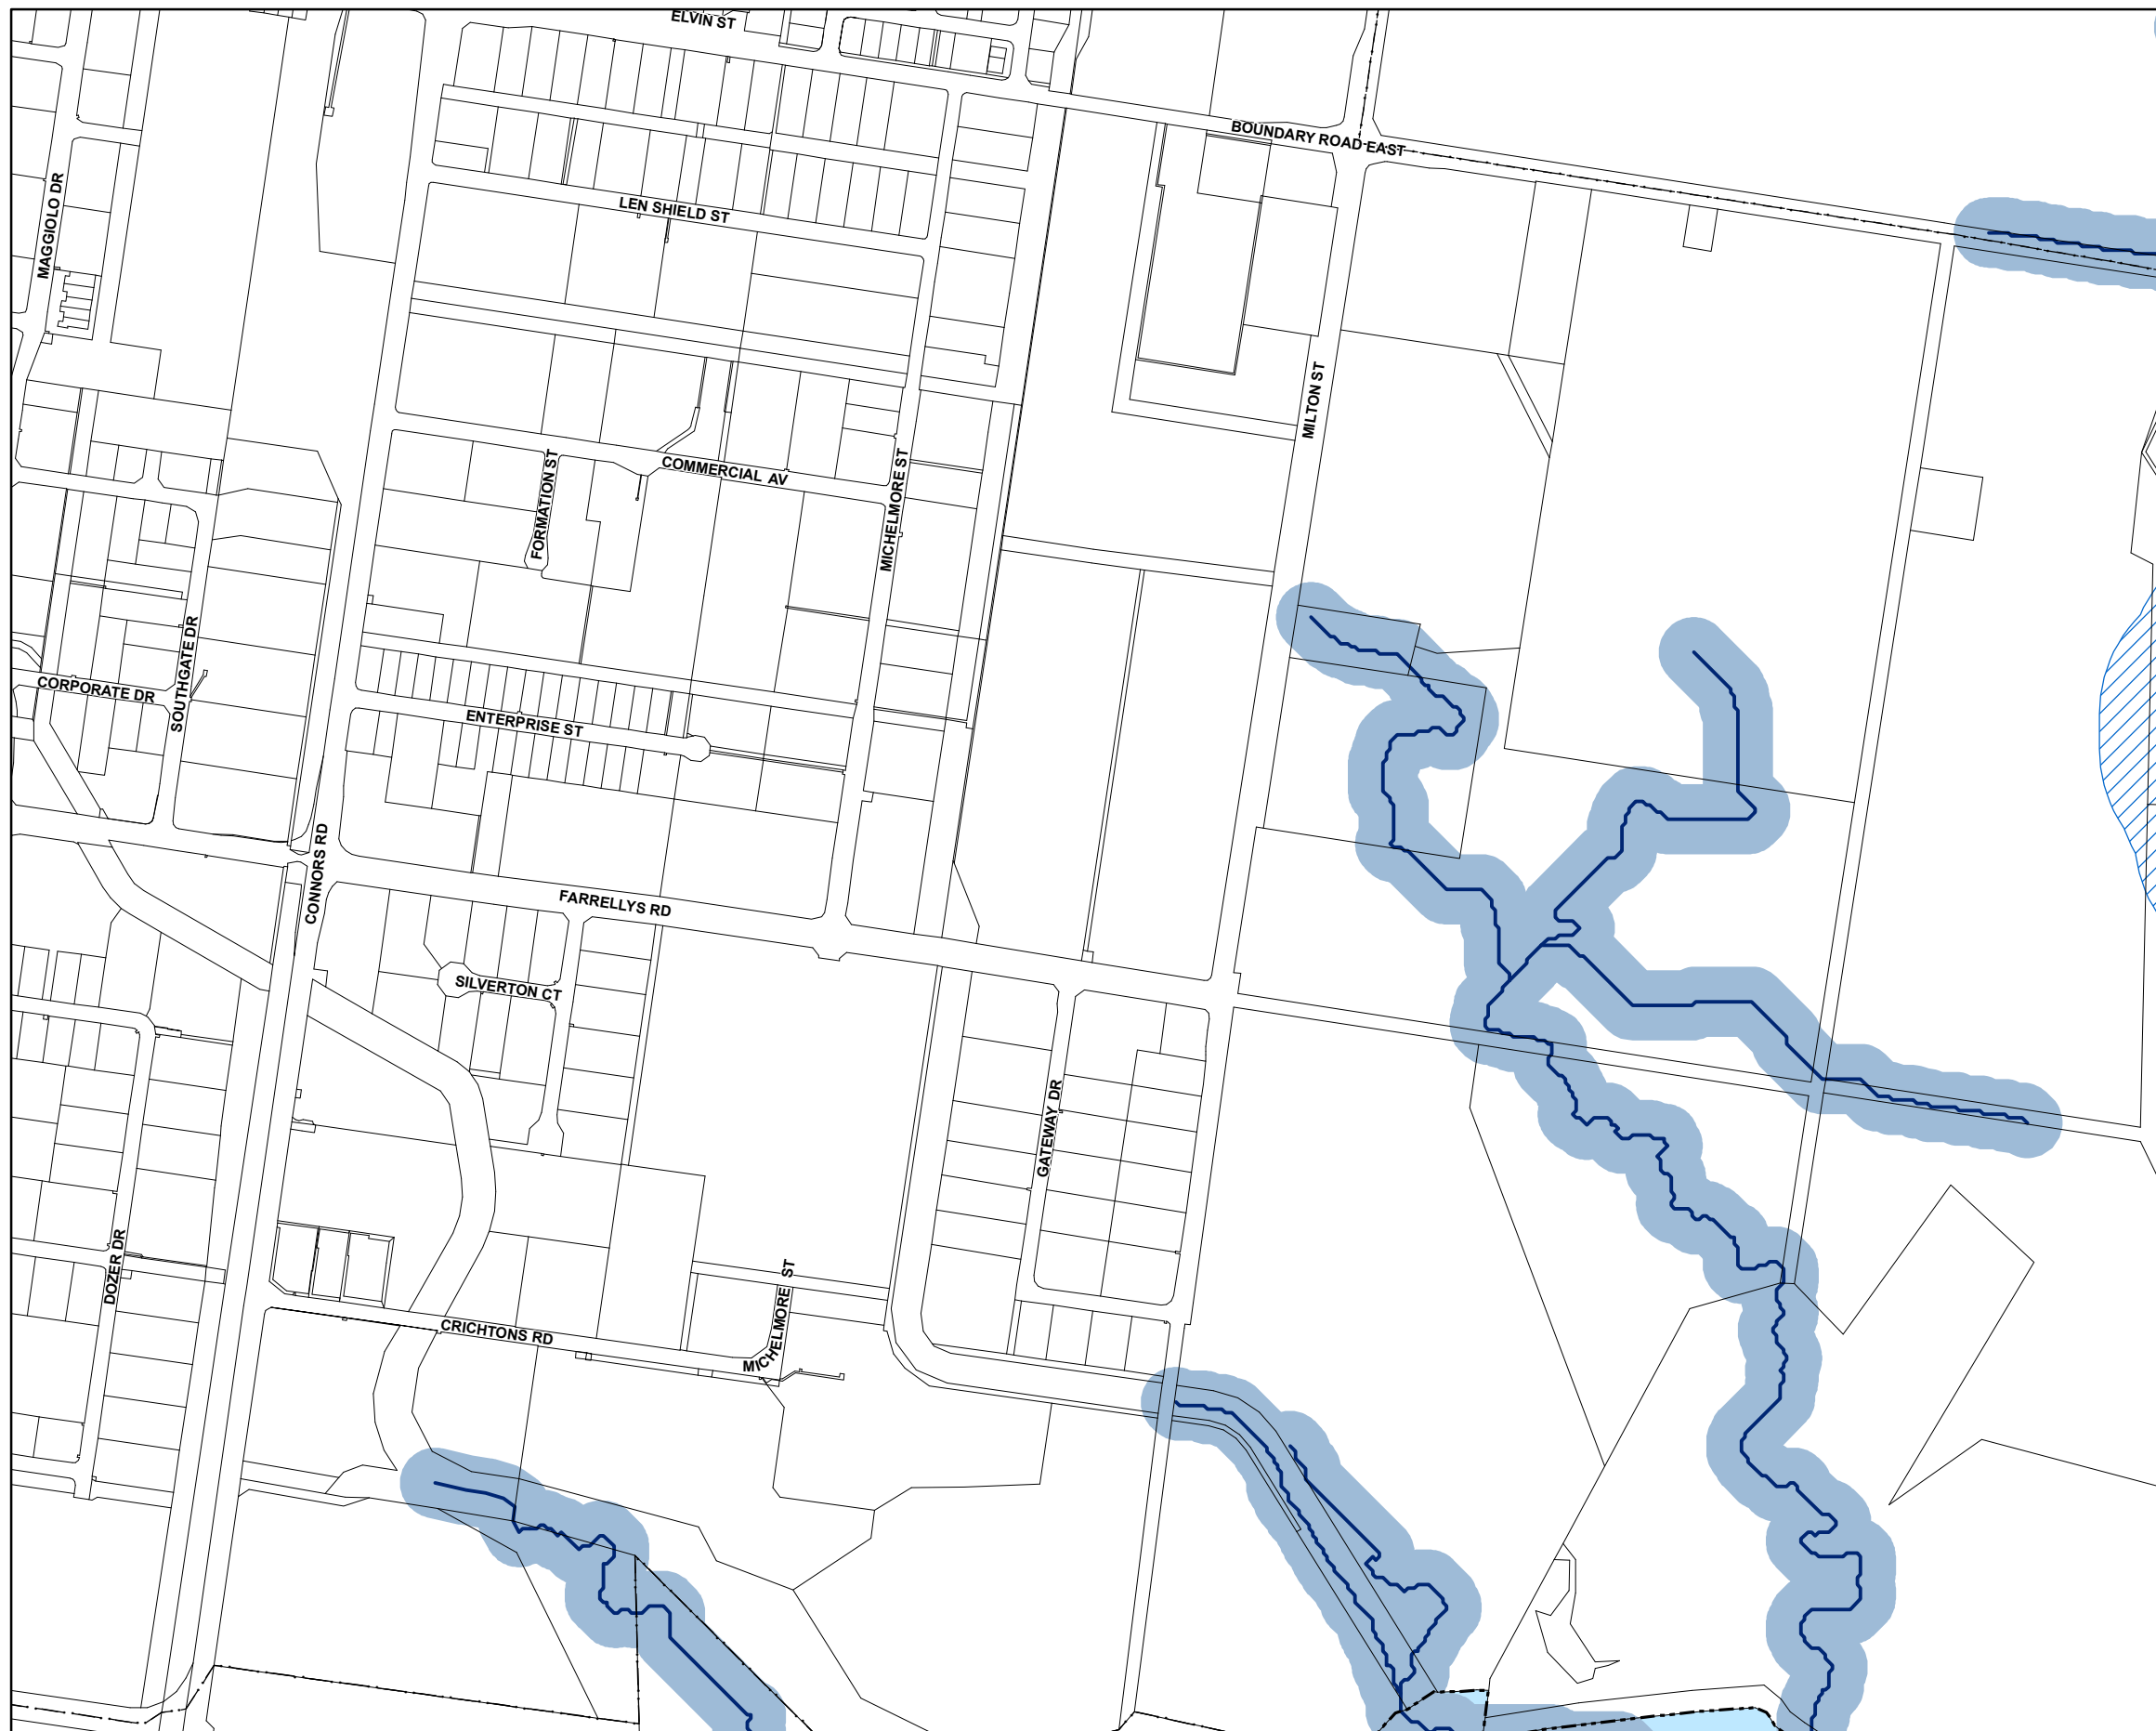 ELVIN ST
BOUNDARY ROAD EAST
MAGGIOLO DR
LEN SHIELD ST
MILTON ST
COMMERCIAL AV
FORMATION ST
MICHELMORE ST
SOUTHGATE DR
CORPORATE DR
ENTERPRISE ST
CONNORS RD
FARRELLYS RD
SILVERTON CT
GATEWAY DR
DOZER DR
CRICHTONS RD
MICHELMORE ST